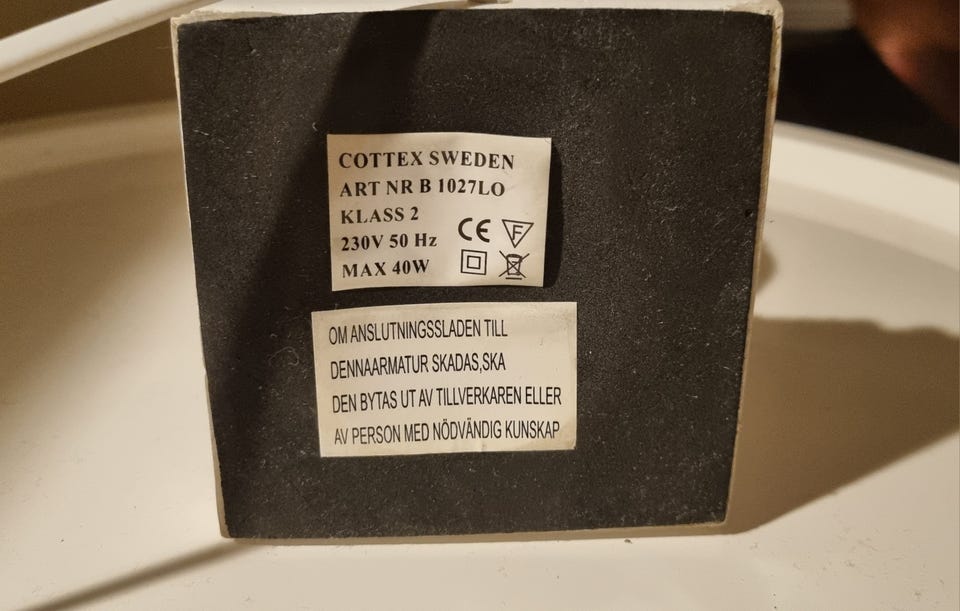 COTTEX SWEDEN
ART NR B 1027LO
KLASS 2
230V 50 Hz
MAX 40W
CE F
OM ANSLUTNINGSSLADEN TILL
DENNAARMATUR SKADAS,SKA
DEN BYTAS UT AV TILLVERKAREN ELLER
AV PERSON MED NÖDVÄNDIG KUNSKAP